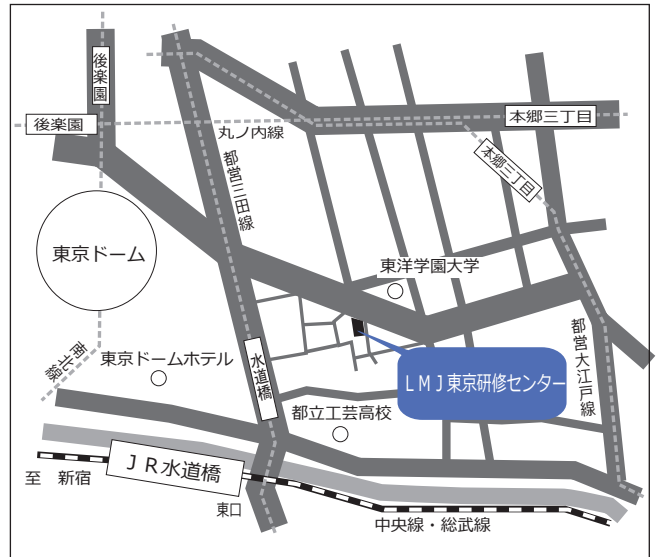 後楽園
後楽園
丸ノ内線
本郷三丁目
本郷三丁目
都営三田線
東京ドーム
東洋学園大学
南北線
東京ドームホテル
水道橋
LMJ東京研修センター
都営大江戸線
都立工芸高校
JR水道橋
至 新宿
東口
中央線・総武線